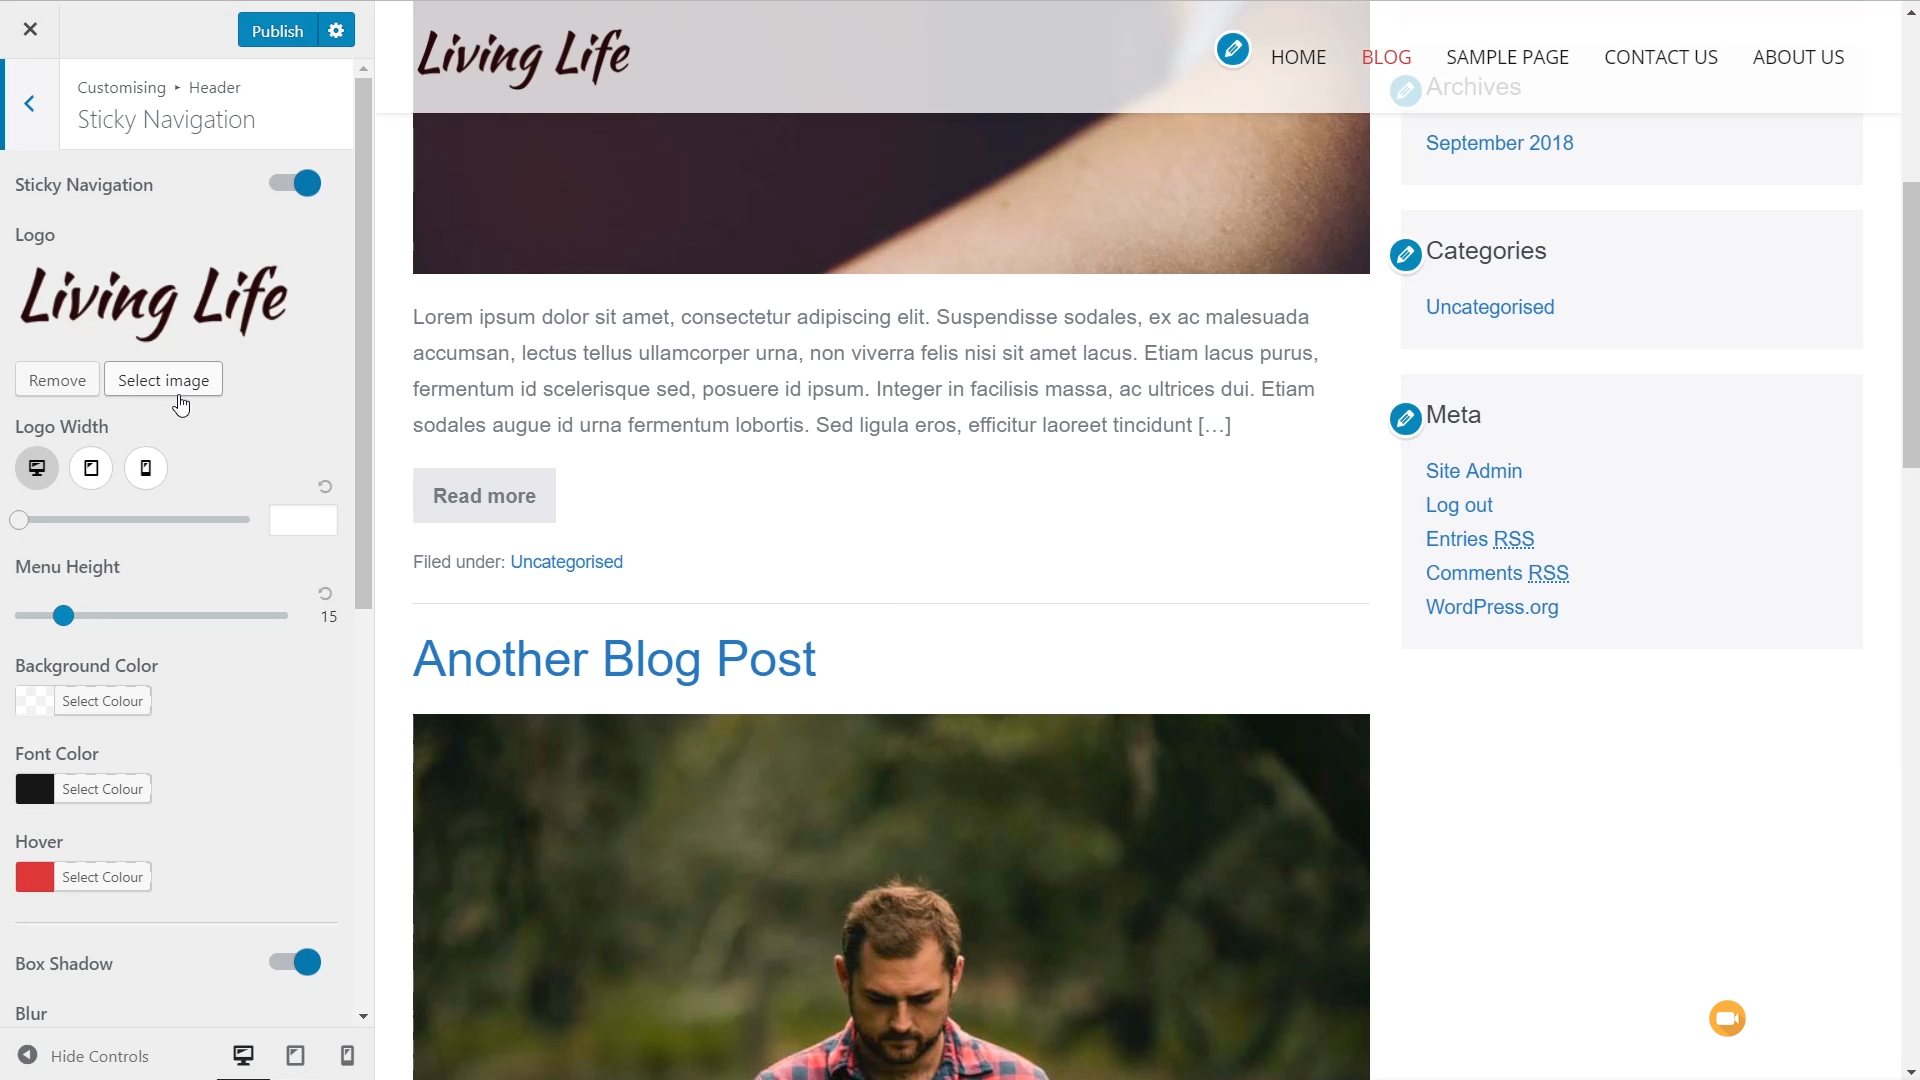 Publish
Customising ▸ Header
Sticky Navigation
Sticky Navigation
Logo
Living Life
Remove
Select image
Logo Width
Menu Height
15
Background Color
Select Colour
Font Color
Select Colour
Hover
Select Colour
Box Shadow
Blur
Hide Controls
Living Life
HOME
BLOG
SAMPLE PAGE
CONTACT US
ABOUT US
Lorem ipsum dolor sit amet, consectetur adipiscing elit. Suspendisse sodales, ex ac malesuada
accumsan, lectus tellus ullamcorper urna, non viverra felis nisi sit amet lacus. Etiam lacus purus,
fermentum id scelerisque sed, posuere id ipsum. Integer in facilisis massa, ac ultrices dui. Etiam
sodales augue id urna fermentum lobortis. Sed ligula eros, efficitur laoreet tincidunt […]
Read more
Filed under: Uncategorised
Another Blog Post
Archives
September 2018
Categories
Uncategorised
Meta
Site Admin
Log out
Entries RSS
Comments RSS
WordPress.org